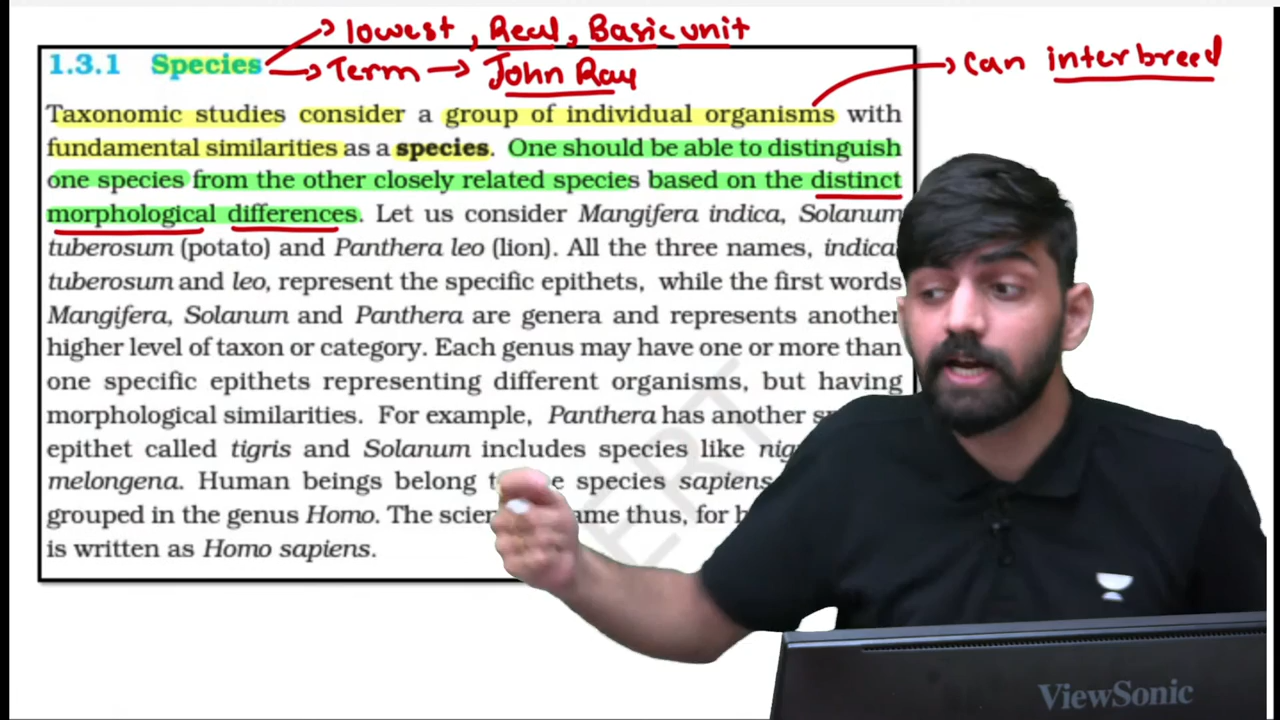 lowest, Real, Basic unit
1.3.1 Species
Term → John Ray
can interbreed
Taxonomic studies consider a group of individual organisms with
fundamental similarities as a species. One should be able to distinguish
one species from the other closely related species based on the distinct
morphological differences. Let us consider Mangifera indica, Solanum
tuberosum (potato) and Panthera leo (lion). All the three names, indica
tuberosum and leo, represent the specific epithets, while the first words
Mangifera, Solanum and Panthera are genera and represents another
higher level of taxon or category. Each genus may have one or more than
one specific epithets representing different organisms, but having
morphological similarities. For example, Panthera has another
epithet called tigris and Solanum includes species like
melongena. Human beings belong species sapiens
grouped in the genus Homo. The thus, for
is written as Homo sapiens.
ViewSonic